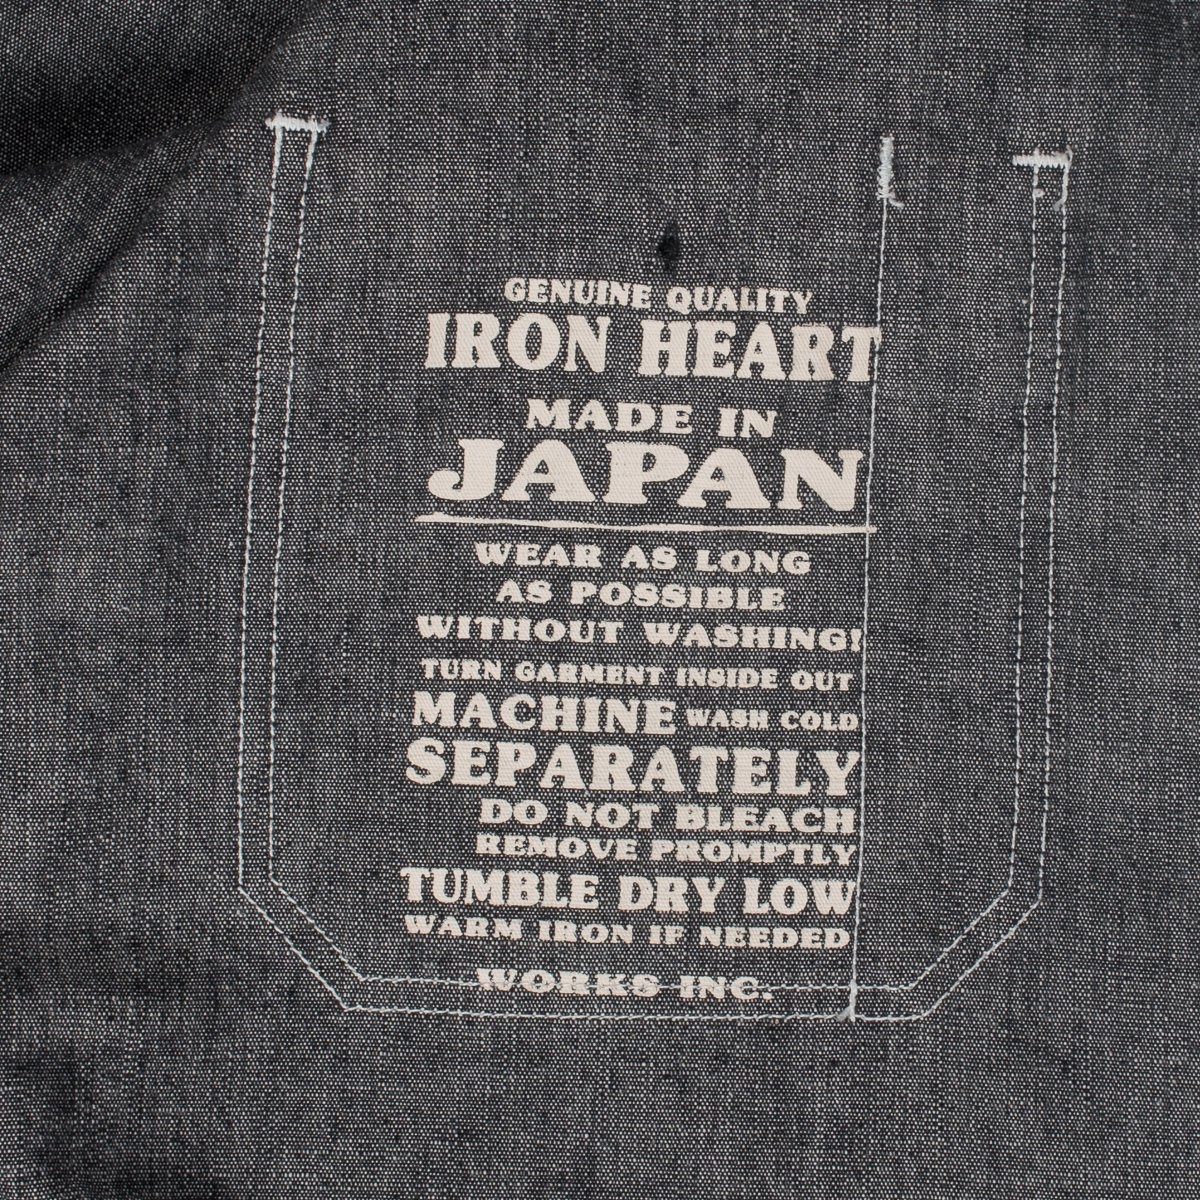 GENUINE QUALITY
IRON HEART
MADE IN
JAPAN
WEAR AS LONG
AS POSSIBLE
WITHOUT WASHING!
TURN GARMENT INSIDE OUT
MACHINE WASH COLD
SEPARATELY
DO NOT BLEACH
REMOVE PROMPTLY
TUMBLE DRY LOW
WARM IRON IF NEEDED
WORKS INC.